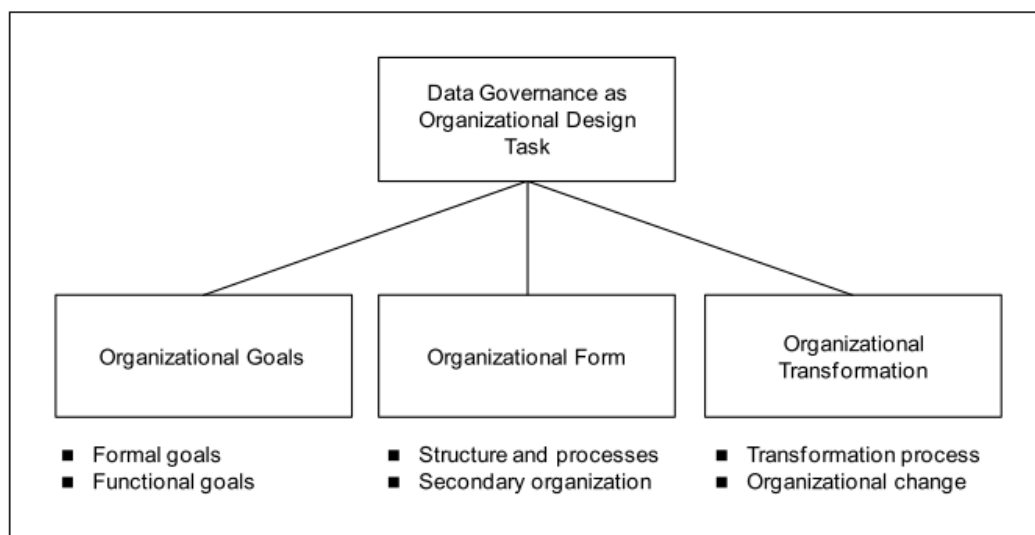 Data Governance as
Organizational Design
Task
Organizational Goals
Organizational Form
Organizational
Transformation
■ Formal goals
■ Functional goals
■ Structure and processes
■ Secondary organization
■ Transformation process
■ Organizational change